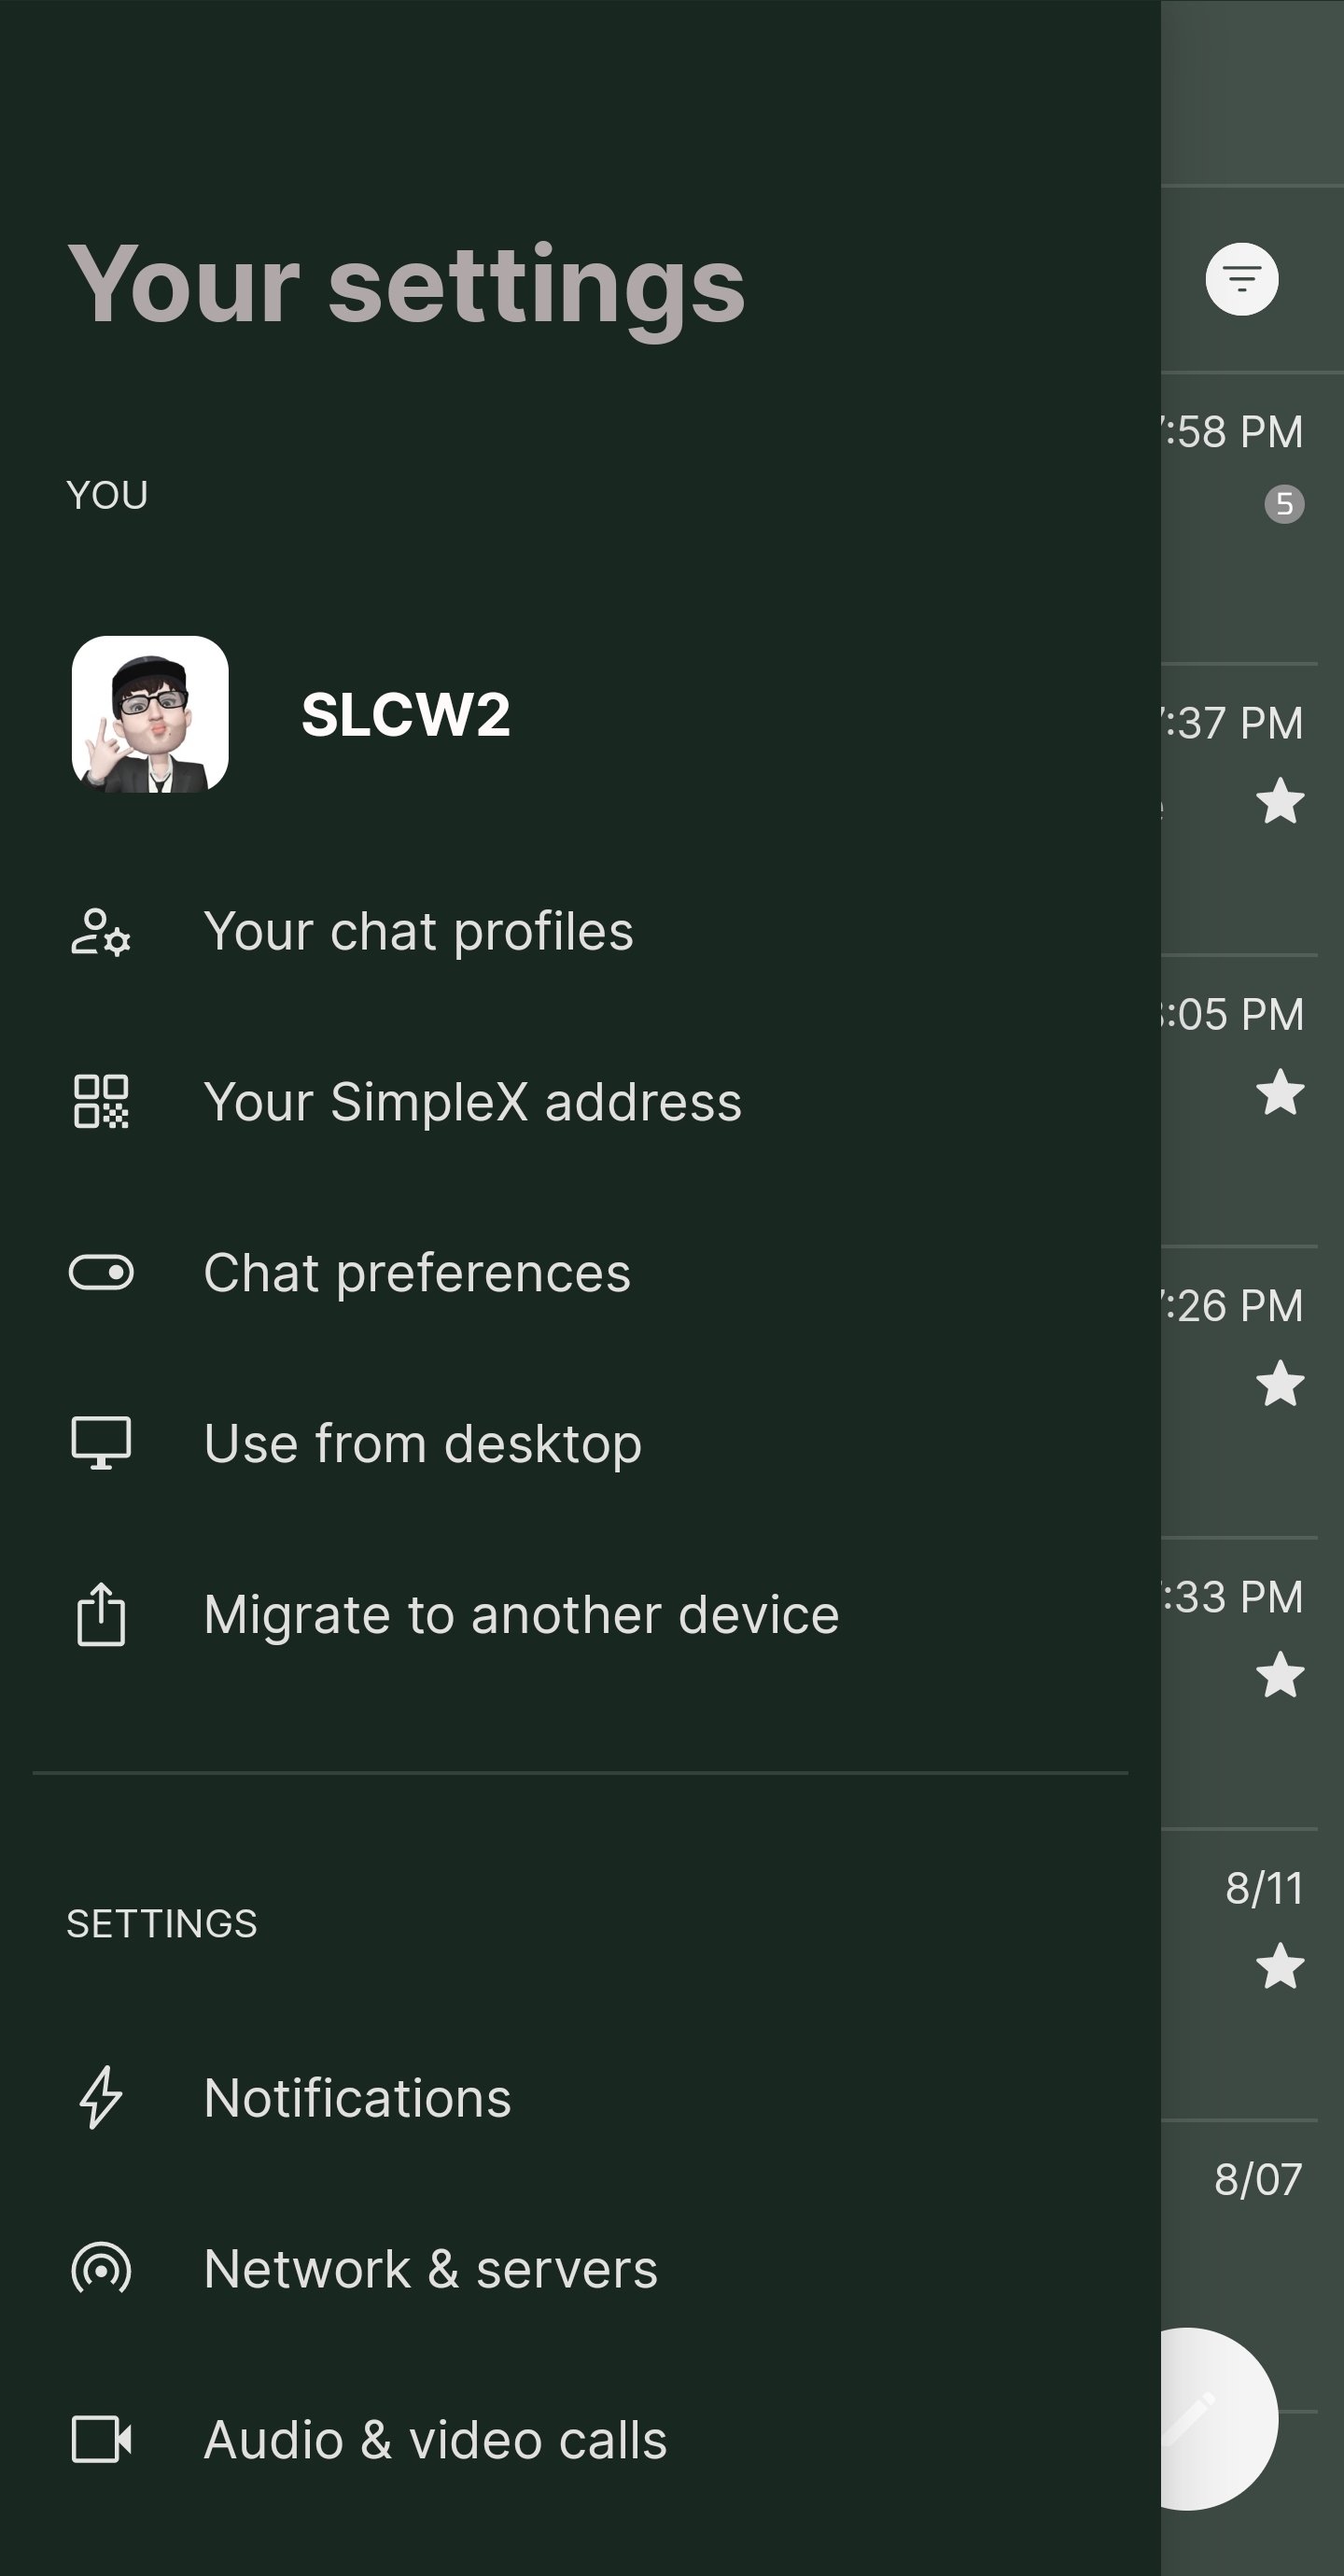 Your settings
YOU
SLCW2
Your chat profiles
Your SimpleX address
Chat preferences
Use from desktop
Migrate to another device
SETTINGS
Notifications
Network & servers
Audio & video calls
:58 PM
5
:37 PM
:05 PM
:26 PM
:33 PM
8/11
8/07